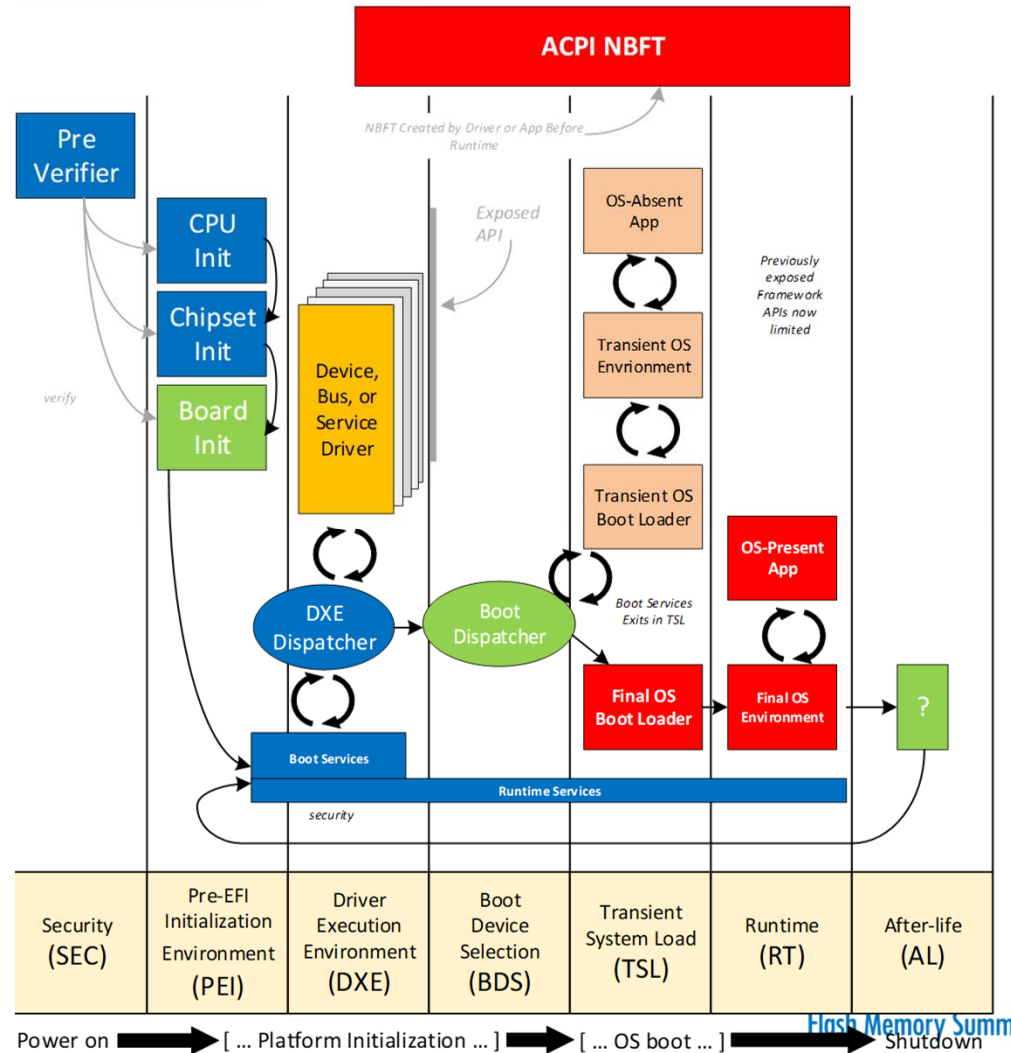 ACPI NBFT
NBFT Created by Driver or App Before
Runtime
Pre
Verifier
CPU
Init
Chipset
Init
Board
Init
verify
Exposed
API
Device,
Bus, or
Service
Driver
OS-Absent
App
Transient OS
Envrionment
Transient OS
Boot Loader
Previously
exposed
Framework
APIs now
limited
OS-Present
App
DXE
Dispatcher
Boot
Dispatcher
Boot Services
Exits in TSL
Final OS
Boot Loader
Final OS
Environment
?
Boot Services
Runtime Services
security
Security
(SEC)
Pre-EFI
Initialization
Environment
(PEI)
Driver
Execution
Environment
(DXE)
Boot
Device
Selection
(BDS)
Transient
System Load
(TSL)
Runtime
(RT)
After-life
(AL)
Power on
[ ... Platform Initialization ... ]
[ ... OS boot ... ]
Shutdown
Flash Memory Summ